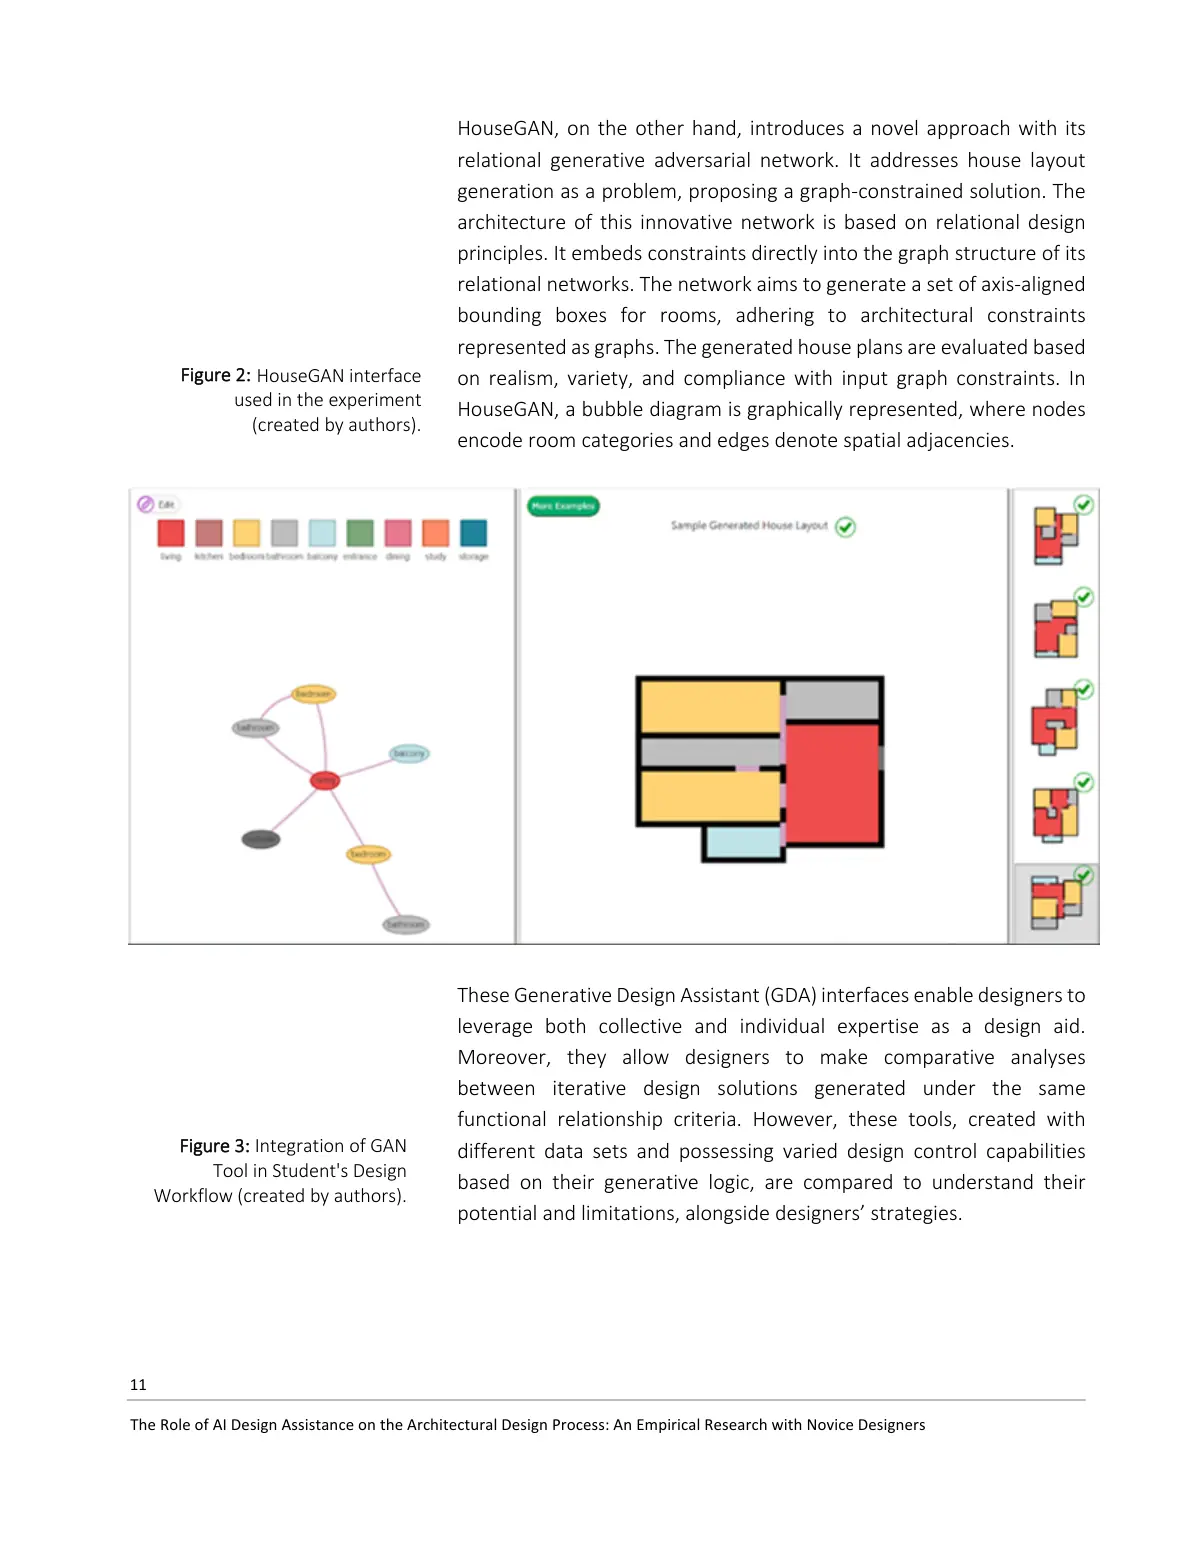 HouseGAN, on the other hand, introduces a novel approach with its
relational generative adversarial network. It addresses house layout
generation as a problem, proposing a graph-constrained solution. The
architecture of this innovative network is based on relational design
principles. It embeds constraints directly into the graph structure of its
relational networks. The network aims to generate a set of axis-aligned
bounding boxes for rooms, adhering to architectural constraints
represented as graphs. The generated house plans are evaluated based
on realism, variety, and compliance with input graph constraints. In
HouseGAN, a bubble diagram is graphically represented, where nodes
encode room categories and edges denote spatial adjacencies.
Figure 2: HouseGAN interface
used in the experiment
(created by authors).
Edit
living kitchen bedroom bathroom balcony entrance dining study storage
bedroom
bathroom
balcony
living
bedroom
bathroom
More Examples
Sample Generated House Layout
These Generative Design Assistant (GDA) interfaces enable designers to
leverage both collective and individual expertise as a design aid.
Moreover, they allow designers to make comparative analyses
between iterative design solutions generated under the same
functional relationship criteria. However, these tools, created with
different data sets and possessing varied design control capabilities
based on their generative logic, are compared to understand their
potential and limitations, alongside designers’ strategies.
Figure 3: Integration of GAN
Tool in Student's Design
Workflow (created by authors).
11
The Role of AI Design Assistance on the Architectural Design Process: An Empirical Research with Novice Designers